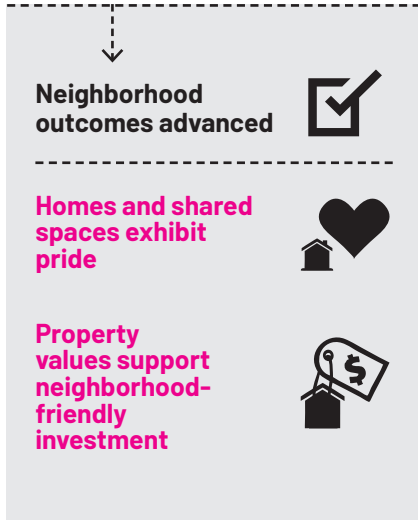 Neighborhood
outcomes advanced
Homes and shared
spaces exhibit
pride
Property
values support
neighborhood-
friendly
investment
$